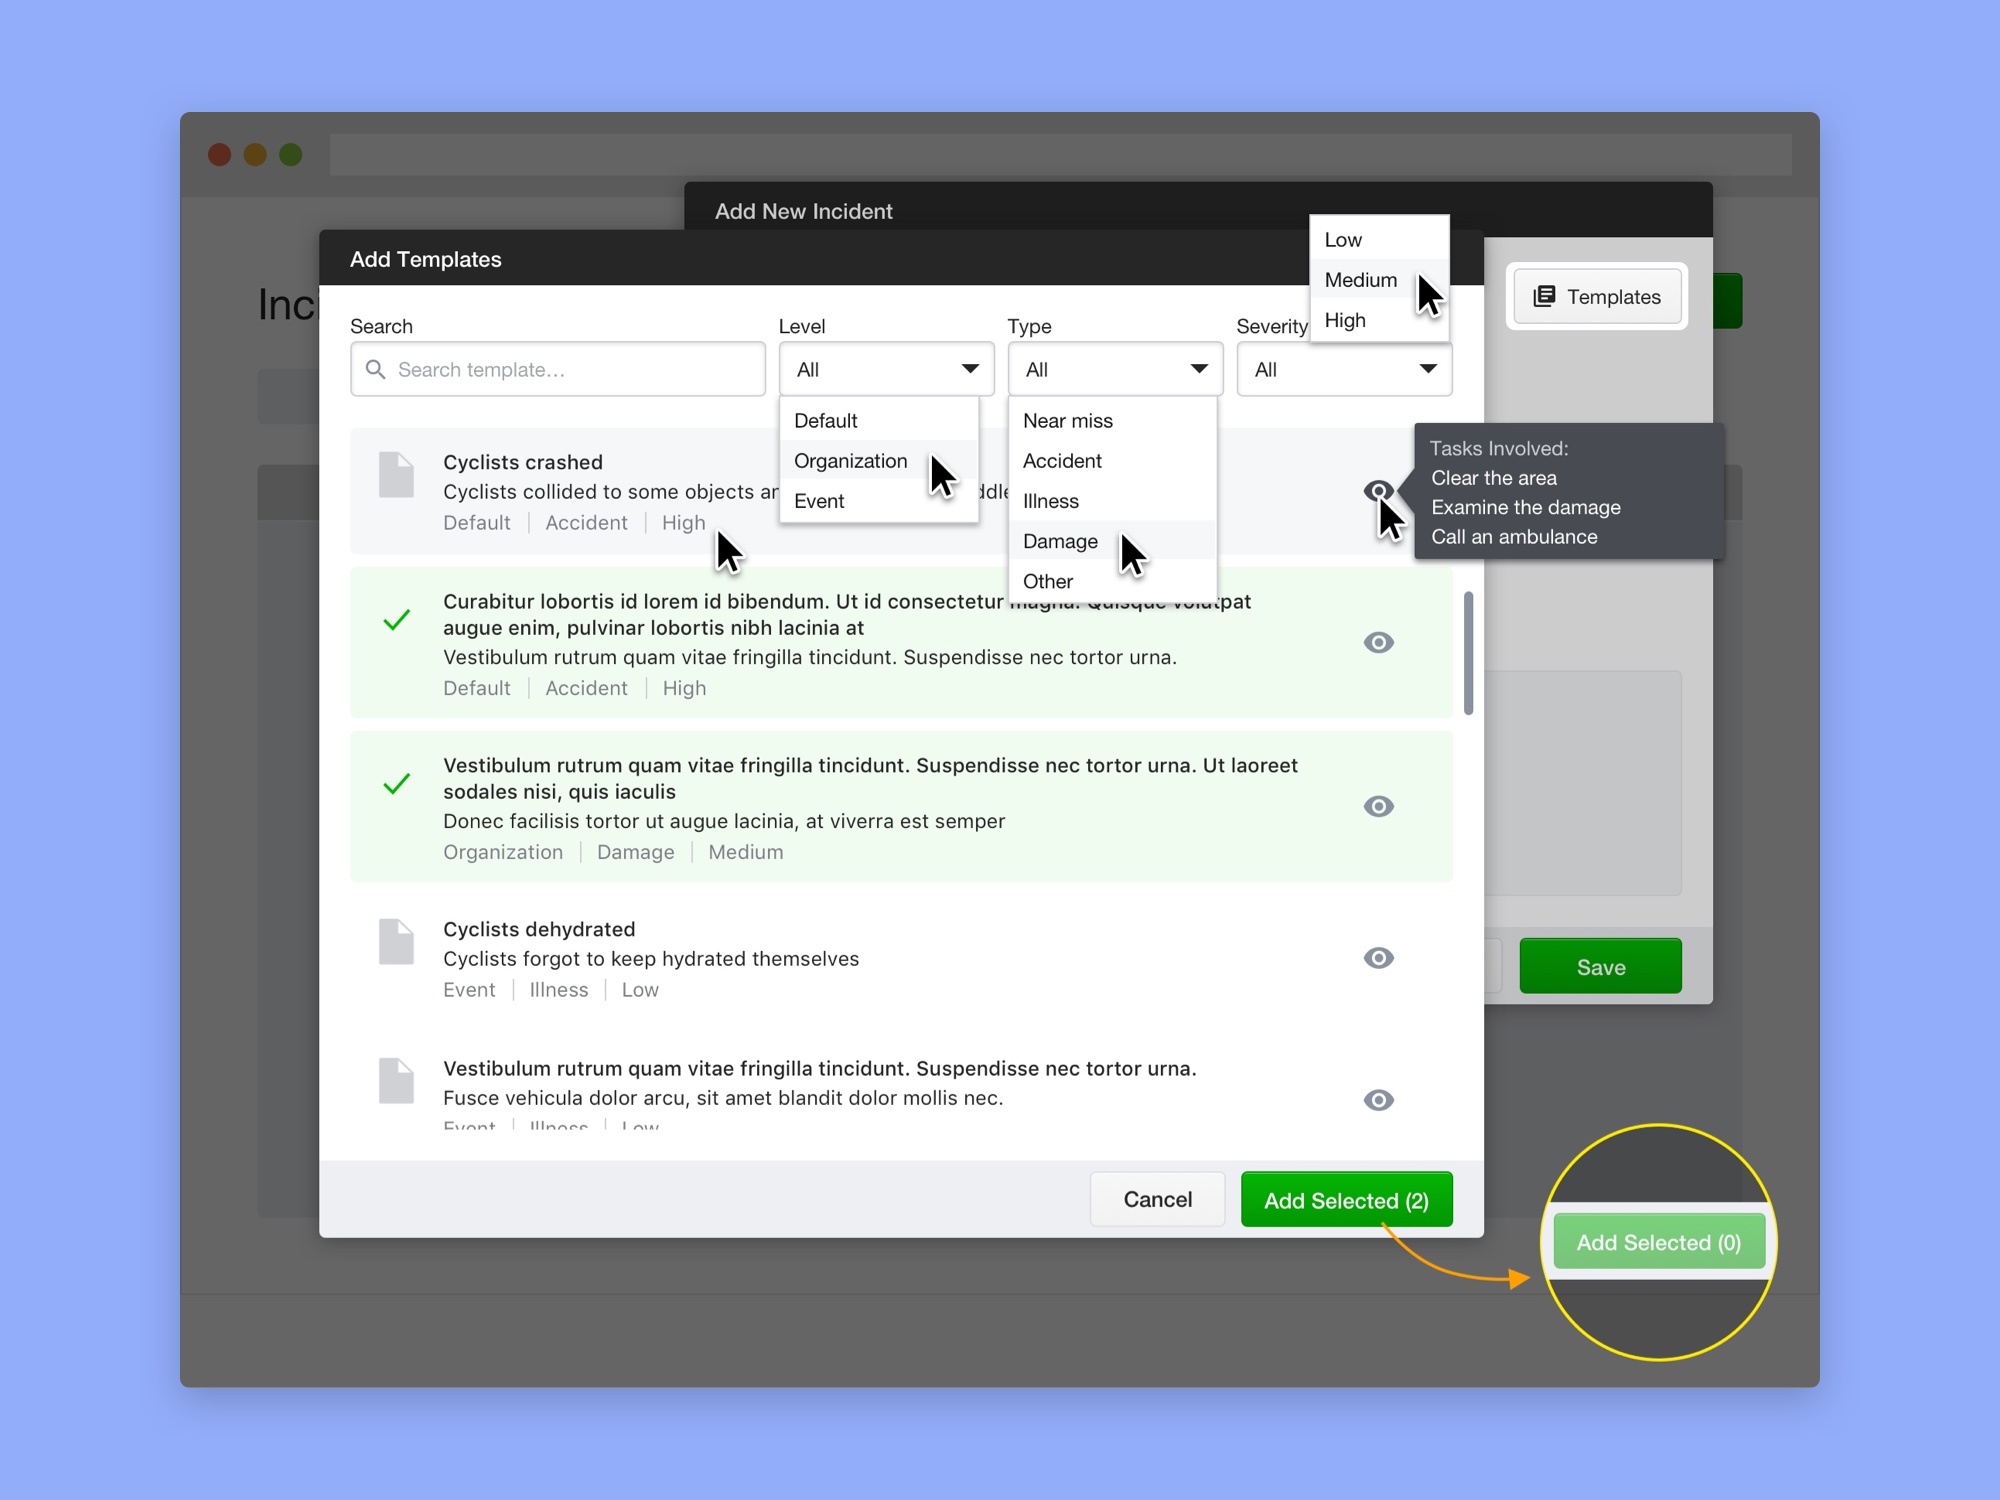 Add New Incident
Add Templates
Low
Medium
High
Inc
Templates
Search
Level
Type
Severity
Search template...
All
All
All
Default
Organization
Event
Near miss
Accident
Illness
Damage
Other
Tasks Involved:
Clear the area
Examine the damage
Call an ambulance
Cyclists crashed
Cyclists collided to some objects
Default | Accident | High
Curabitur lobortis id lorem id bibendum. Ut id consectetur magna. Quisque volutpat
augue enim, pulvinar lobortis nibh lacinia at
Vestibulum rutrum quam vitae fringilla tincidunt. Suspendisse nec tortor urna.
Default | Accident | High
Vestibulum rutrum quam vitae fringilla tincidunt. Suspendisse nec tortor urna. Ut laoreet
sodales nisi, quis iaculis
Donec facilisis tortor ut augue lacinia, at viverra est semper
Organization | Damage | Medium
Cyclists dehydrated
Cyclists forgot to keep hydrated themselves
Event | Illness | Low
Save
Vestibulum rutrum quam vitae fringilla tincidunt. Suspendisse nec tortor urna.
Fusce vehicula dolor arcu, sit amet blandit dolor mollis nec.
Event | Illness | Low
Cancel
Add Selected (2)
Add Selected (0)